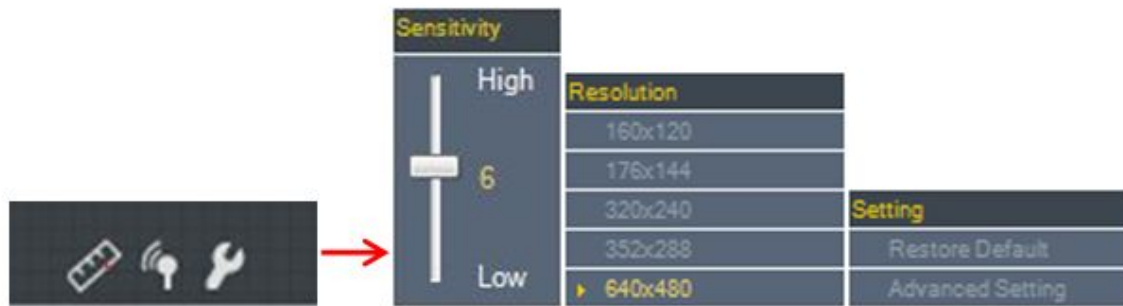 Sensitivity
High
6
Low
Resolution
160x120
176x144
320x240
352x288
640x480
Setting
Restore Default
Advanced Setting